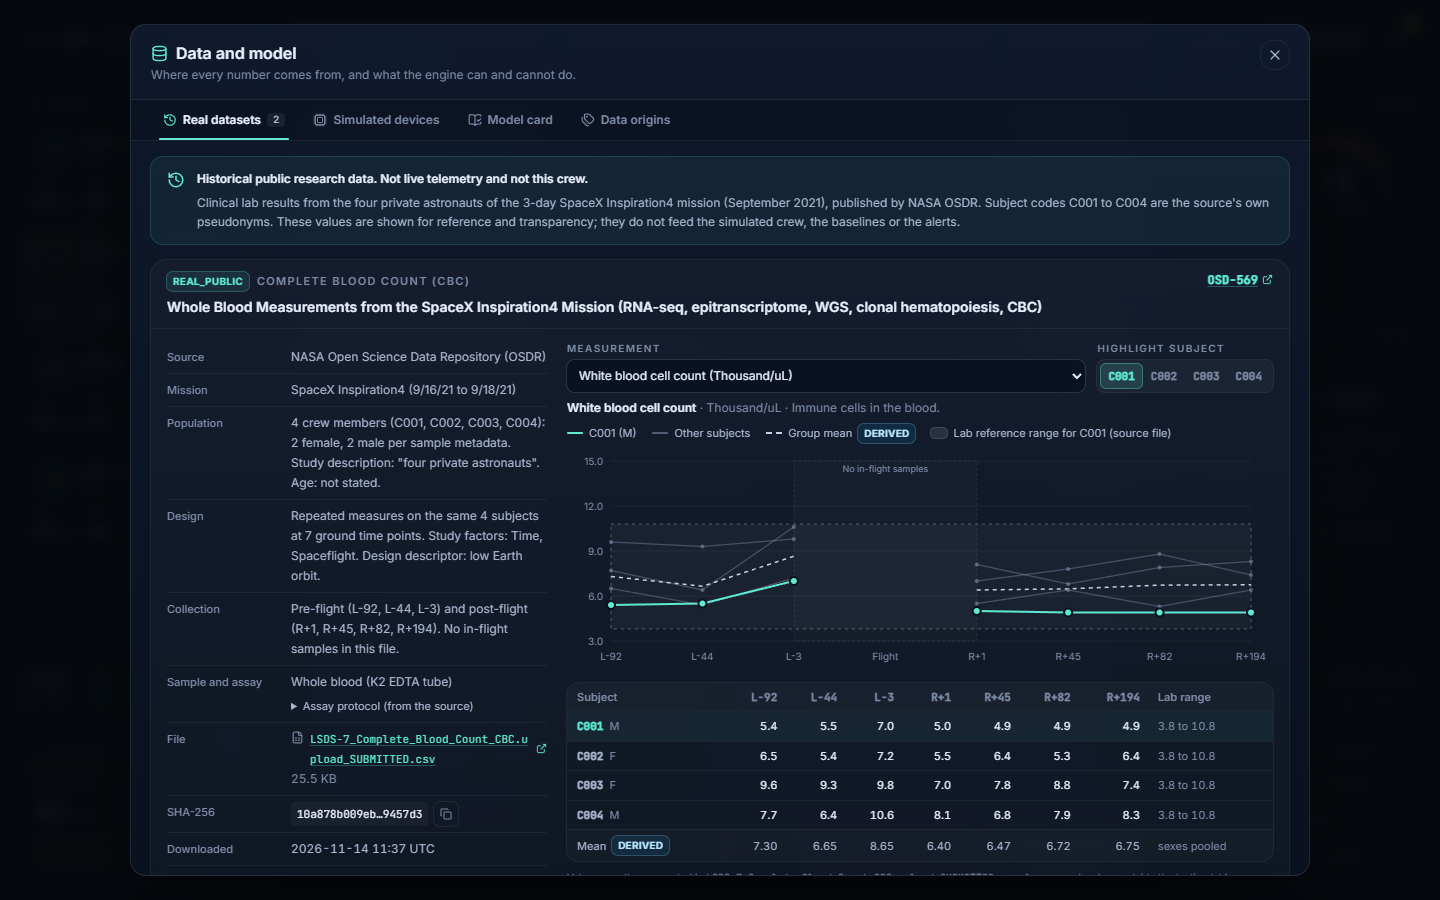 Data and model
Where every number comes from, and what the engine can and cannot do.
Real datasets 2
Simulated devices
Model card
Data origins
Historical public research data. Not live telemetry and not this crew.
Clinical lab results from the four private astronauts of the 3-day SpaceX Inspiration4 mission (September 2021), published by NASA OSDR. Subject codes C001 to C004 are the source's own
pseudonyms. These values are shown for reference and transparency; they do not feed the simulated crew, the baselines or the alerts.
REAL_PUBLIC COMPLETE BLOOD COUNT (CBC)
OSD-569
Whole Blood Measurements from the SpaceX Inspiration4 Mission (RNA-seq, epitranscriptome, WGS, clonal hematopoiesis, CBC)
Source NASA Open Science Data Repository (OSDR)
Mission SpaceX Inspiration4 (9/16/21 to 9/18/21)
Population 4 crew members (C001, C002, C003, C004):
2 female, 2 male per sample metadata.
Study description: "four private astronauts".
Age: not stated.
Design Repeated measures on the same 4 subjects
at 7 ground time points. Study factors: Time,
Spaceflight. Design descriptor: low Earth
orbit.
Collection Pre-flight (L-92, L-44, L-3) and post-flight
(R+1, R+45, R+82, R+194). No in-flight
samples in this file.
Sample and assay Whole blood (K2 EDTA tube)
Assay protocol (from the source)
File LSDS-7_Complete_Blood_Count_CBC.u
pload_SUBMITTED.csv
25.5 KB
SHA-256 10a878b009eb…9457d3
Downloaded 2026-11-14 11:37 UTC
MEASUREMENT
White blood cell count (Thousand/uL)
HIGHLIGHT SUBJECT
C001 C002 C003 C004
White blood cell count · Thousand/uL · Immune cells in the blood.
C001 (M) Other subjects Group mean DERIVED Lab reference range for C001 (source file)
15.0
12.0
9.0
6.0
3.0
No in-flight samples
L-92 L-44 L-3 Flight R+1 R+45 R+82 R+194
Subject L-92 L-44 L-3 R+1 R+45 R+82 R+194 Lab range
C001 M 5.4 5.5 7.0 5.0 4.9 4.9 4.9 3.8 to 10.8
C002 F 6.5 5.4 7.2 5.5 6.4 5.3 6.4 3.8 to 10.8
C003 F 9.6 9.3 9.8 7.0 7.8 8.8 7.4 3.8 to 10.8
C004 M 7.7 6.4 10.6 8.1 6.8 7.9 8.3 3.8 to 10.8
Mean DERIVED 7.30 6.65 8.65 6.40 6.47 6.72 6.75 sexes pooled